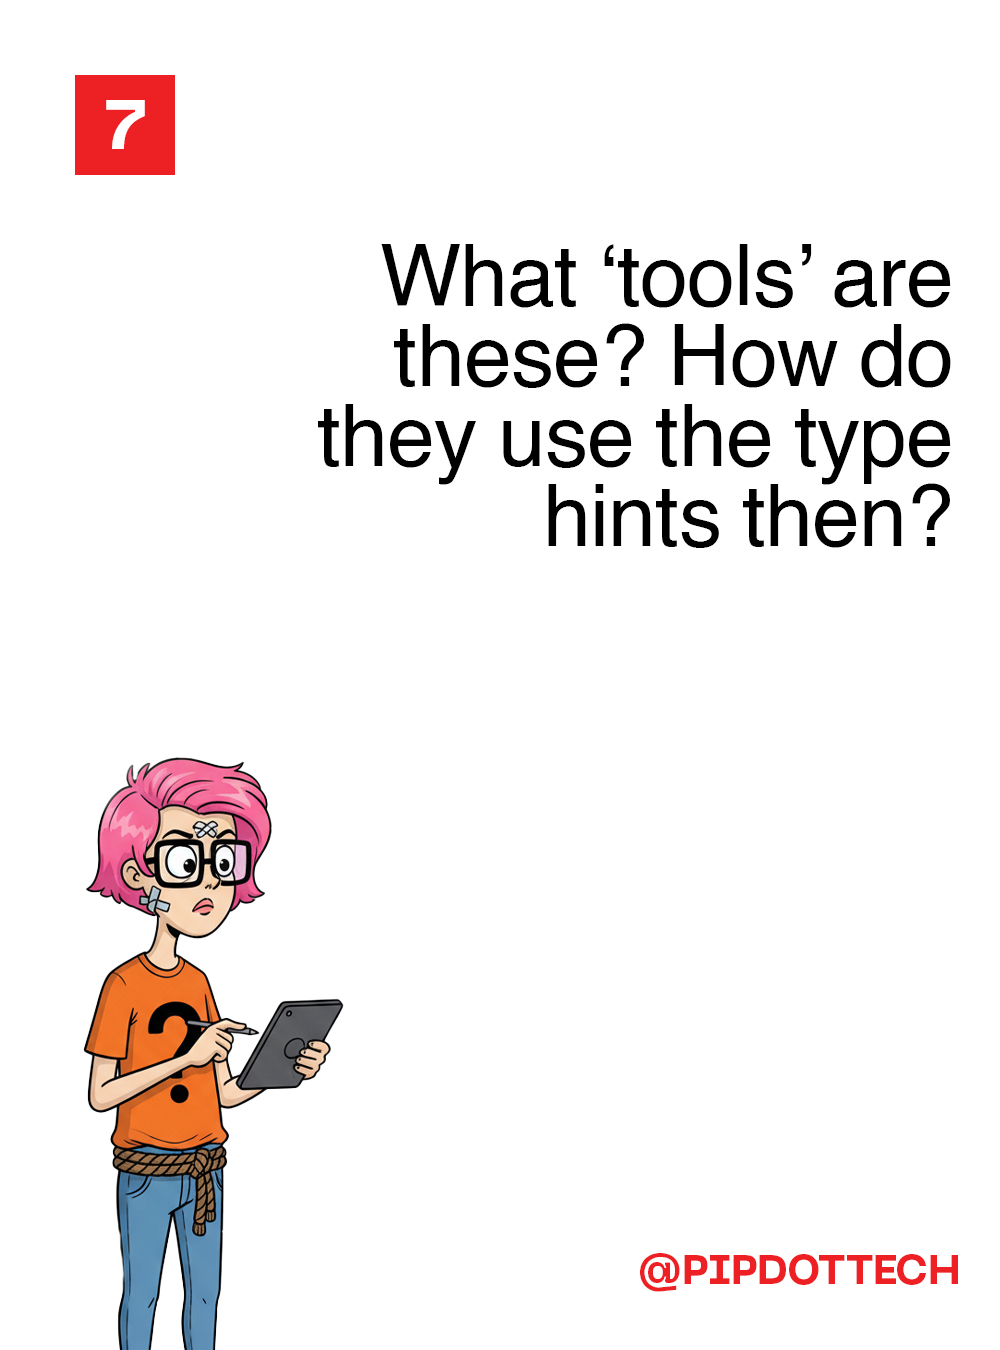 7
What ‘tools’ are
these? How do
they use the type
hints then?
?
@PIPDOTTECH